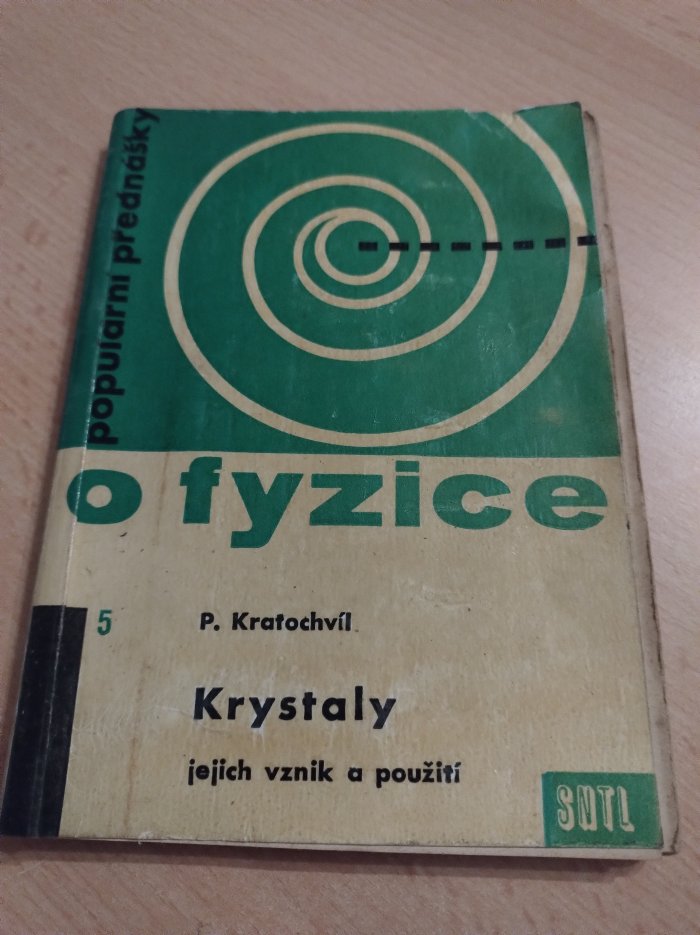 populární přednášky
o fyzice
5
P. Kratochvíl
Krystaly
jejich vznik a použití
SNTL